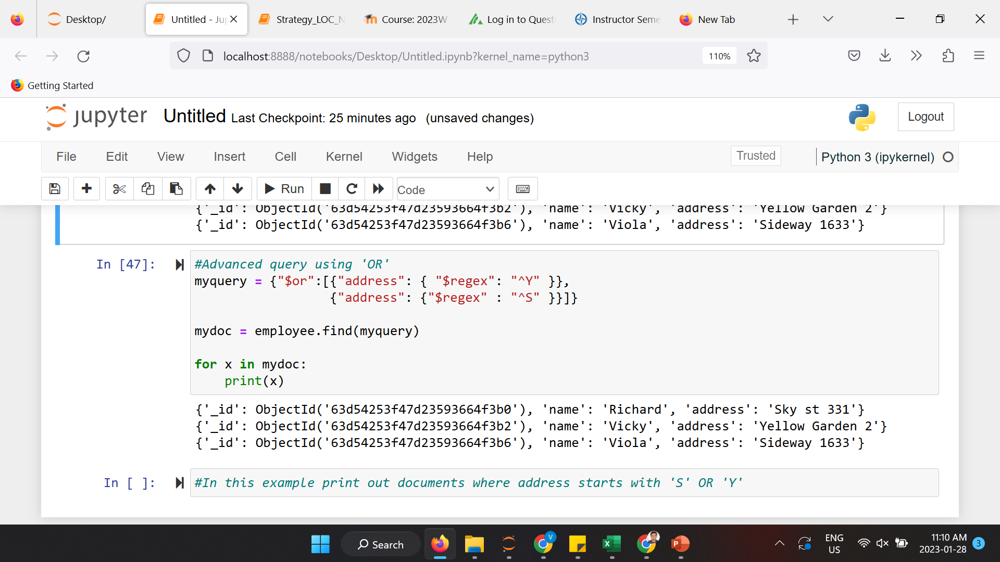 Desktop/
Untitled - Jup
Strategy_LOC_N
Course: 2023W
Log in to Quest
Instructor Seme
New Tab
localhost:8888/notebooks/Desktop/Untitled.ipynb?kernel_name=python3
110%
Getting Started
jupyter
Untitled Last Checkpoint: 25 minutes ago (unsaved changes)
Logout
File
Edit
View
Insert
Cell
Kernel
Widgets
Help
Trusted
Python 3 (ipykernel)
Run
Code
{'_id': ObjectId('63d54253f47d23593664f3b2'), 'name': 'Vicky', 'address': 'Yellow Garden 2'}
{'_id': ObjectId('63d54253f47d23593664f3b6'), 'name': 'Viola', 'address': 'Sideway 1633'}
In [47]:
#Advanced query using 'OR'
myquery = {"$or":[{"address": { "$regex": "^Y" }},
{"address": {"$regex" : "^S" }}]}
mydoc = employee.find(myquery)
for x in mydoc:
print(x)
{'_id': ObjectId('63d54253f47d23593664f3b0'), 'name': 'Richard', 'address': 'Sky st 331'}
{'_id': ObjectId('63d54253f47d23593664f3b2'), 'name': 'Vicky', 'address': 'Yellow Garden 2'}
{'_id': ObjectId('63d54253f47d23593664f3b6'), 'name': 'Viola', 'address': 'Sideway 1633'}
In [ ]:
#In this example print out documents where address starts with 'S' OR 'Y'
Search
V
X
P
ENG
US
11:10 AM
2023-01-28
3